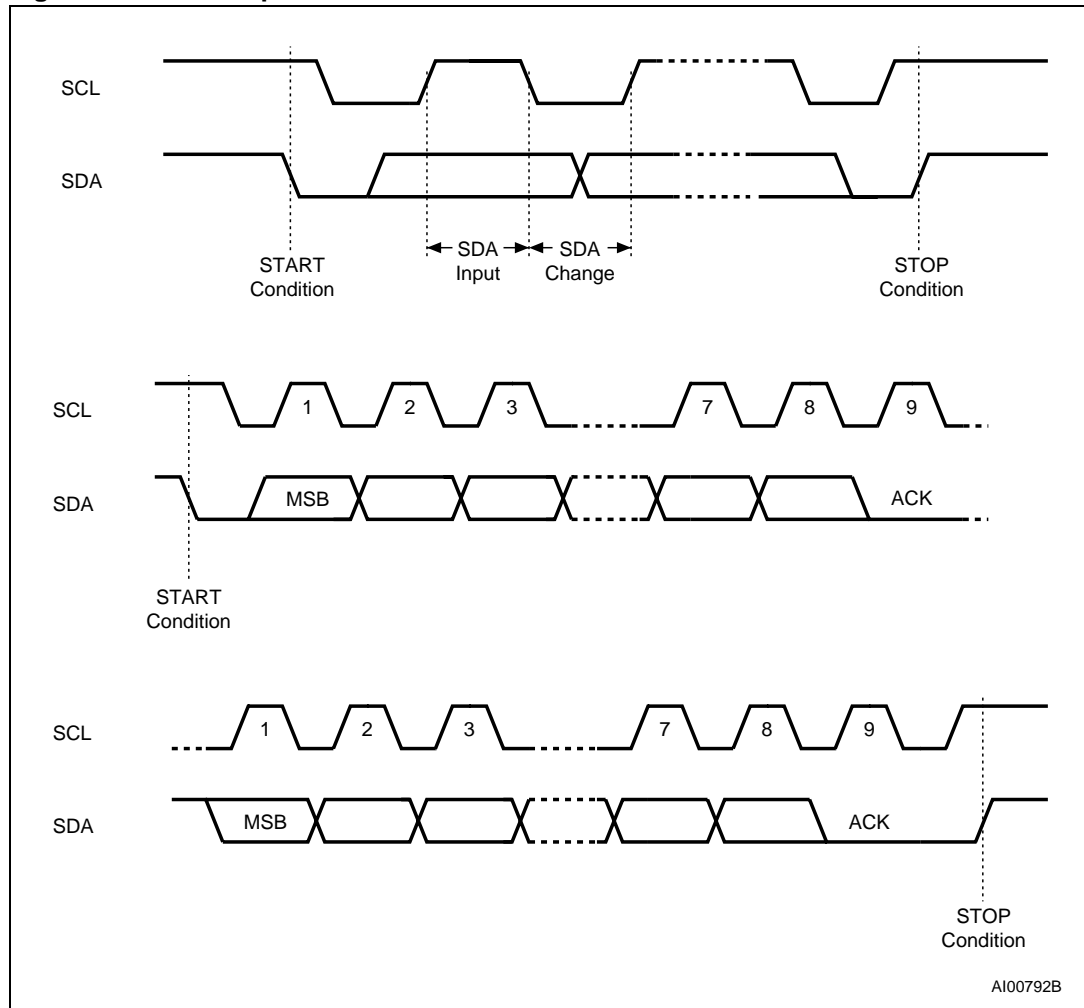 SCL
SDA
START
Condition
SDA
Input
SDA
Change
STOP
Condition
SCL
1 2 3 7 8 9
SDA
MSB
ACK
START
Condition
SCL
1 2 3 7 8 9
SDA
MSB
ACK
STOP
Condition
AI00792B